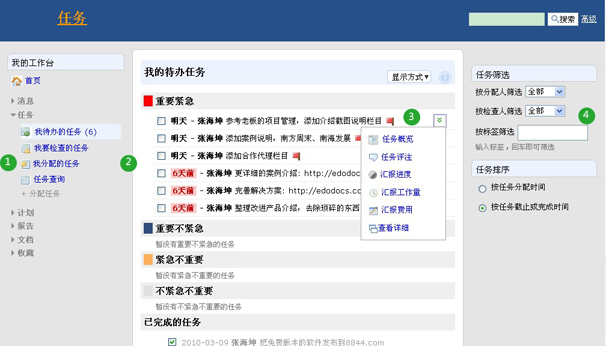 任务
搜索 高级
我的工作台
首页
消息
任务
我待办的任务 (6)
我要检查的任务
我分配的任务
任务查询
+ 分配任务
计划
报告
文档
收藏
1
2
我的待办任务
显示方式
重要紧急
3
明天 - 张海坤 参考老板的项目管理，添加介绍截图说明栏目
明天 - 张海坤 添加案例说明，南方周末、南海发展
明天 - 张海坤 添加合作代理栏目
6天前 - 张海坤 更详细的案例介绍: http://edodocs.
6天前 - 张海坤 完善解决方案: http://edodocs.c
6天前 - 张海坤 整理改进产品介绍，去除琐碎的东西
任务概览
任务评注
汇报进度
汇报工作量
汇报费用
查看详细
重要不紧急
暂没有重要不紧急的任务
紧急不重要
暂没有紧急不重要的任务
不紧急不重要
暂没有不紧急不重要的任务
已完成的任务
2010-03-09 张海坤 把免费版本的软件发布到8844.com
任务筛选
按分配人筛选 全部
按检查人筛选 全部
4
按标签筛选
输入标签，回车即可筛选
任务排序
按任务分配时间
按任务截止或完成时间